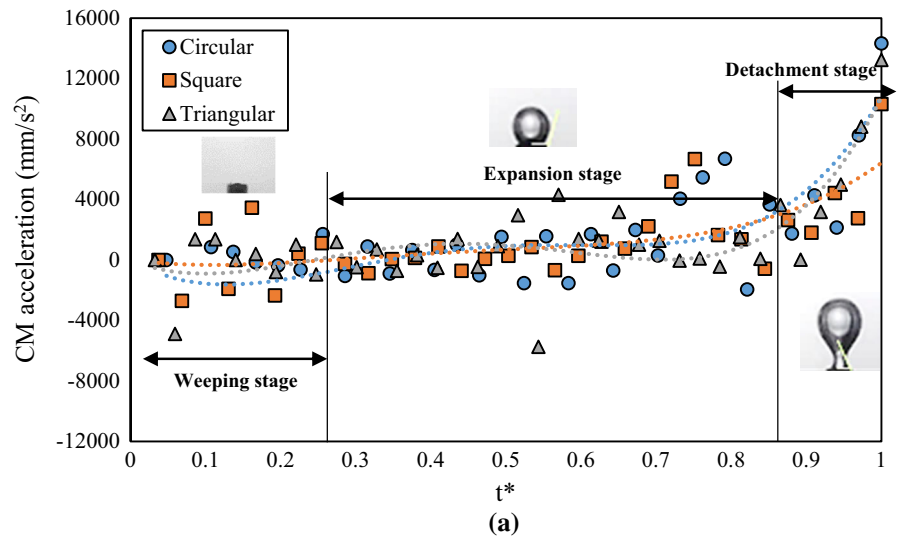 16000
12000
8000
4000
0
-4000
-8000
-12000
CM acceleration (mm/s²)
Circular
Square
Triangular
Detachment stage
Expansion stage
Weeping stage
0 0.1 0.2 0.3 0.4 0.5 0.6 0.7 0.8 0.9 1
t*
(a)